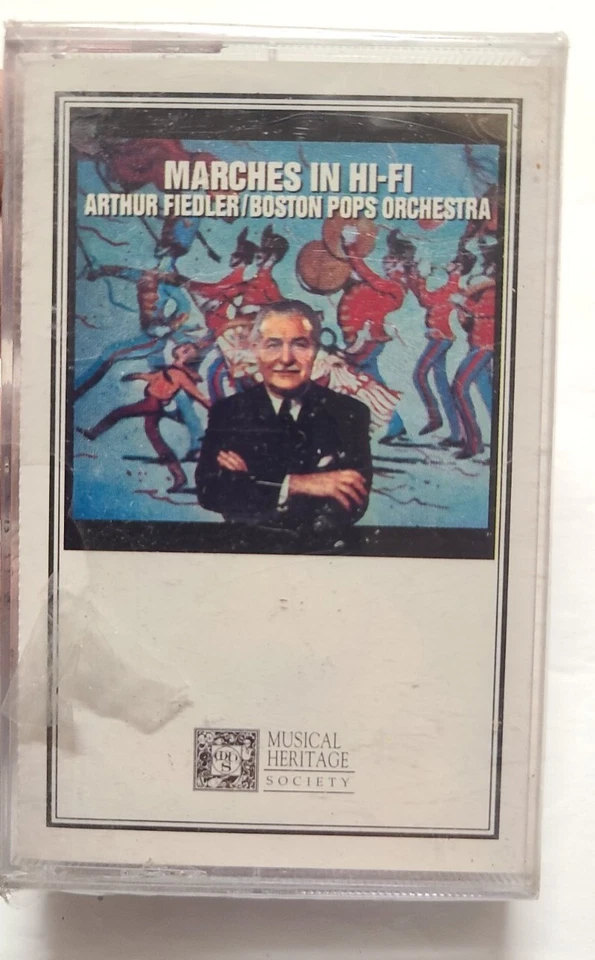 MARCHES IN HI-FI
ARTHUR FIEDLER/BOSTON POPS ORCHESTRA
MUSICAL
HERITAGE
SOCIETY